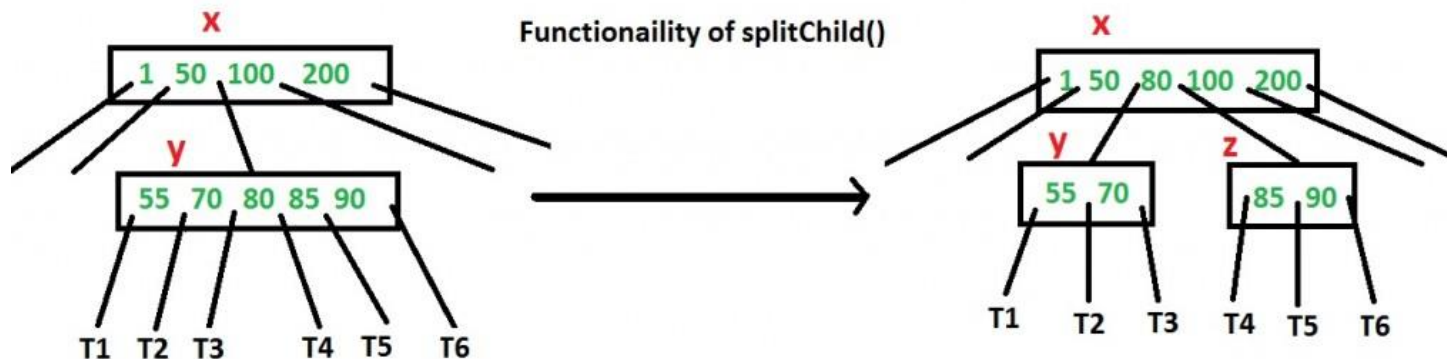 Functionaility of splitChild()
x
1 50 100 200
y
55 70 80 85 90
T1 T2 T3 T4 T5 T6
x
1 50 80 100 200
y z
55 70 85 90
T1 T2 T3 T4 T5 T6